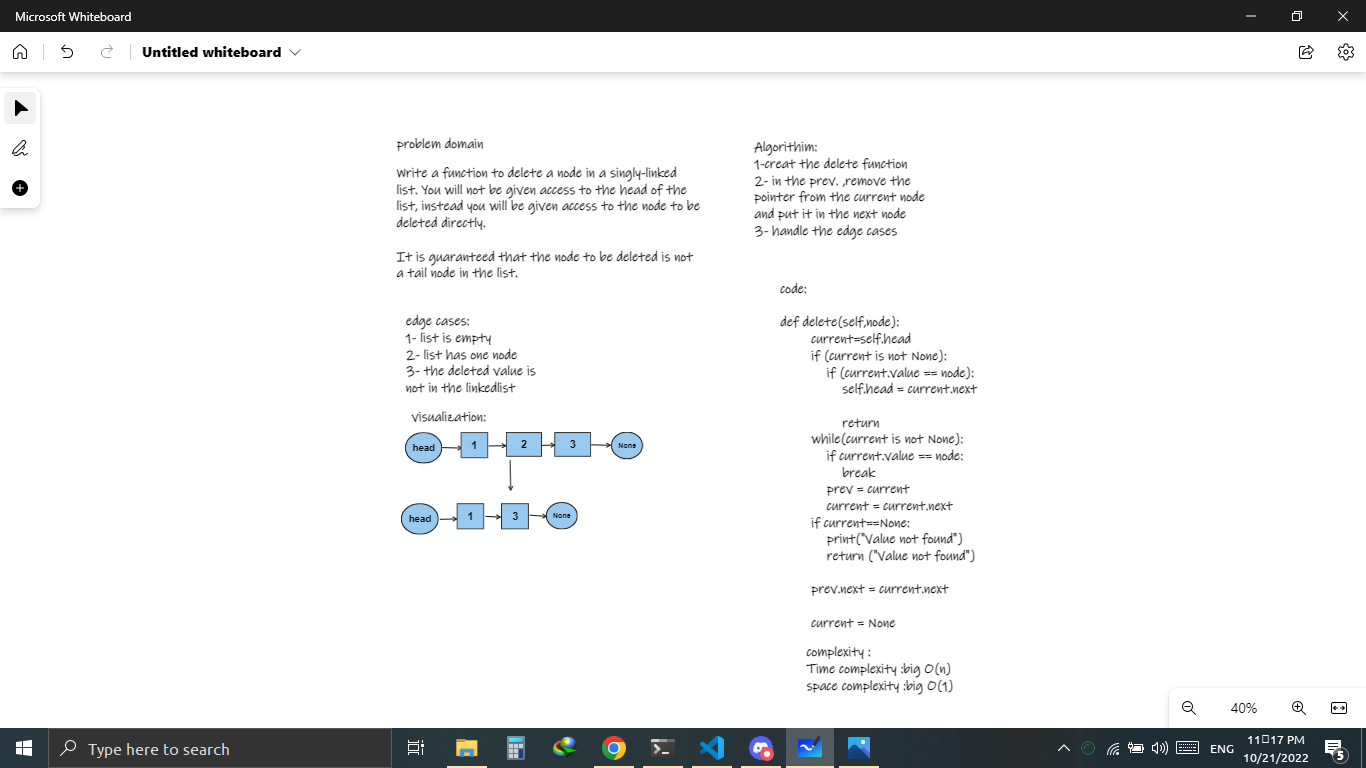 Microsoft Whiteboard
Untitled whiteboard
problem domain
Write a function to delete a node in a singly-linked
list. You will not be given access to the head of the
list, instead you will be given access to the node to be
deleted directly.
It is guaranteed that the node to be deleted is not
a tail node in the list.
edge cases:
1- list is empty
2- list has one node
3- the deleted value is
not in the linkedlist
visualization:
head 1 2 3 None
head 1 3 None
Algorithim:
1-creat the delete function
2- in the prev. ,remove the
pointer from the current node
and put it in the next node
3- handle the edge cases
code:
def delete(self,node):
current=self.head
if (current is not None):
if (current.value == node):
self.head = current.next
return
while(current is not None):
if current.value == node:
break
prev = current
current = current.next
if current==None:
print("Value not found")
return ("Value not found")
prev.next = current.next
current = None
complexity :
Time complexity :big O(n)
space complexity :big O(1)
40%
Type here to search
ENG
11□17 PM
10/21/2022
5